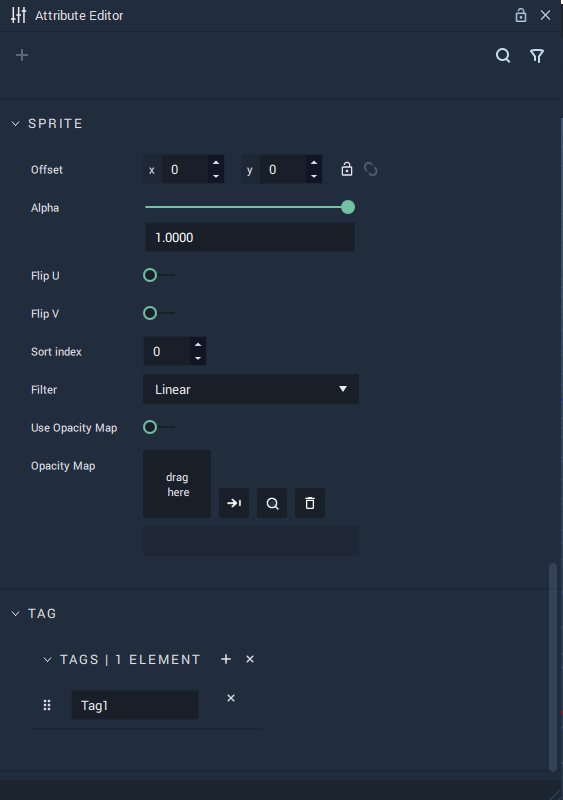 Attribute Editor
SPRITE
Offset x 0 y 0
Alpha
1.0000
Flip U
Flip V
Sort index 0
Filter Linear
Use Opacity Map
Opacity Map
drag
here
TAG
TAGS | 1 ELEMENT
Tag1